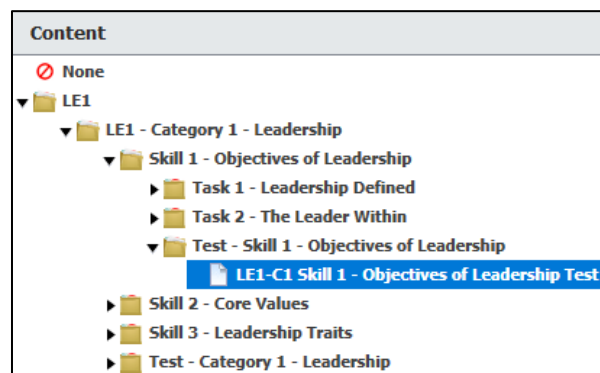 Content
None
LE1
LE1 - Category 1 - Leadership
Skill 1 - Objectives of Leadership
Task 1 - Leadership Defined
Task 2 - The Leader Within
Test - Skill 1 - Objectives of Leadership
LE1-C1 Skill 1 - Objectives of Leadership Test
Skill 2 - Core Values
Skill 3 - Leadership Traits
Test - Category 1 - Leadership